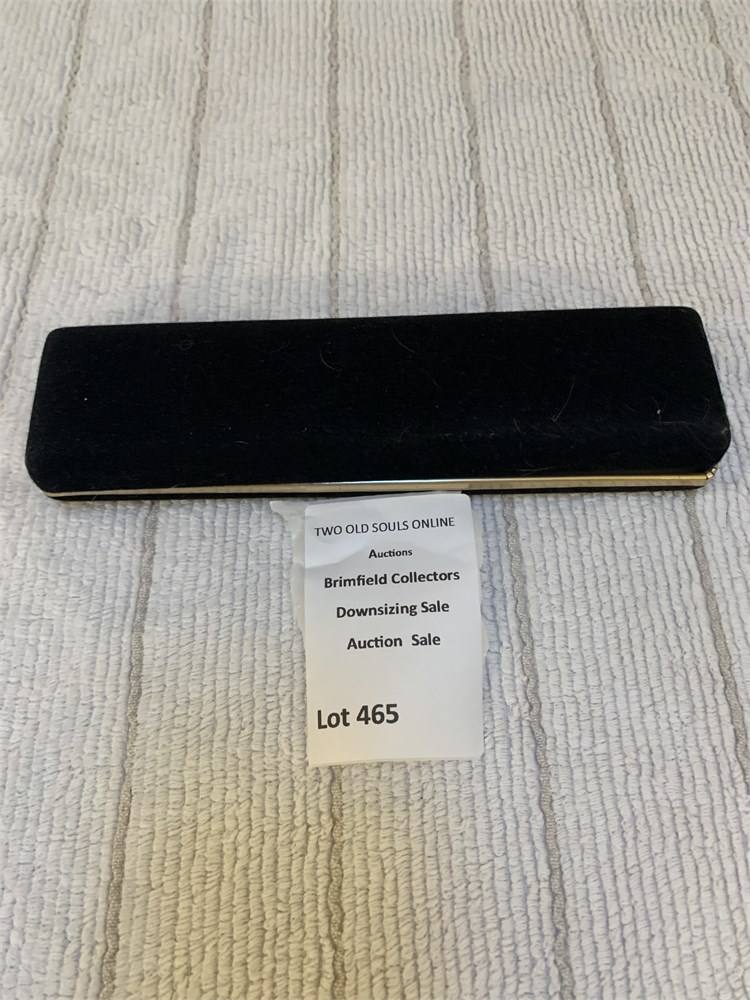 TWO OLD SOULS ONLINE
Auctions
Brimfield Collectors
Downsizing Sale
Auction Sale
Lot 465